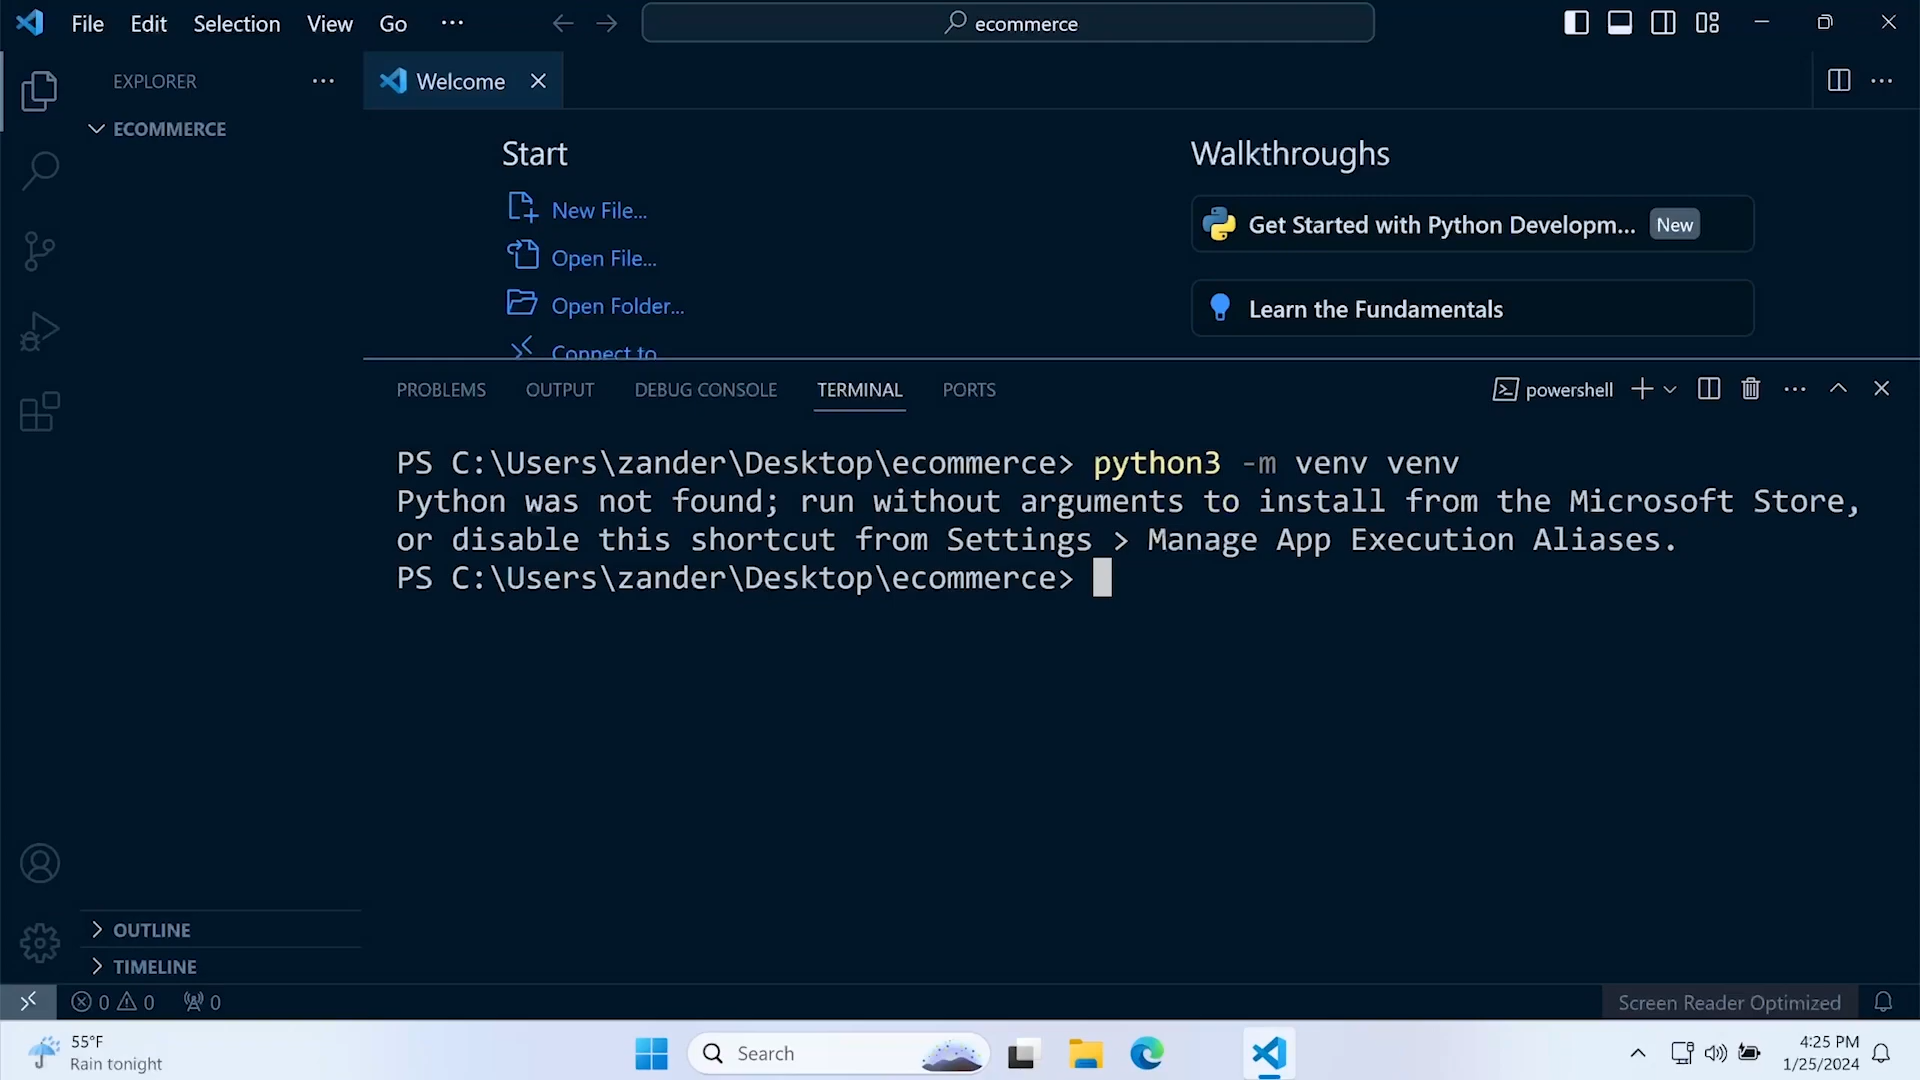 File Edit Selection View Go ···
ecommerce
EXPLORER ···
Welcome
···
ECOMMERCE
Start
Walkthroughs
New File...
Get Started with Python Developm... New
Open File...
Open Folder...
Learn the Fundamentals
Connect to
PROBLEMS OUTPUT DEBUG CONSOLE TERMINAL PORTS
powershell
···
PS C:\Users\zander\Desktop\ecommerce> python3 -m venv venv
Python was not found; run without arguments to install from the Microsoft Store,
or disable this shortcut from Settings > Manage App Execution Aliases.
PS C:\Users\zander\Desktop\ecommerce>
OUTLINE
TIMELINE
0 0 0
Screen Reader Optimized
55°F
Rain tonight
Search
4:25 PM
1/25/2024